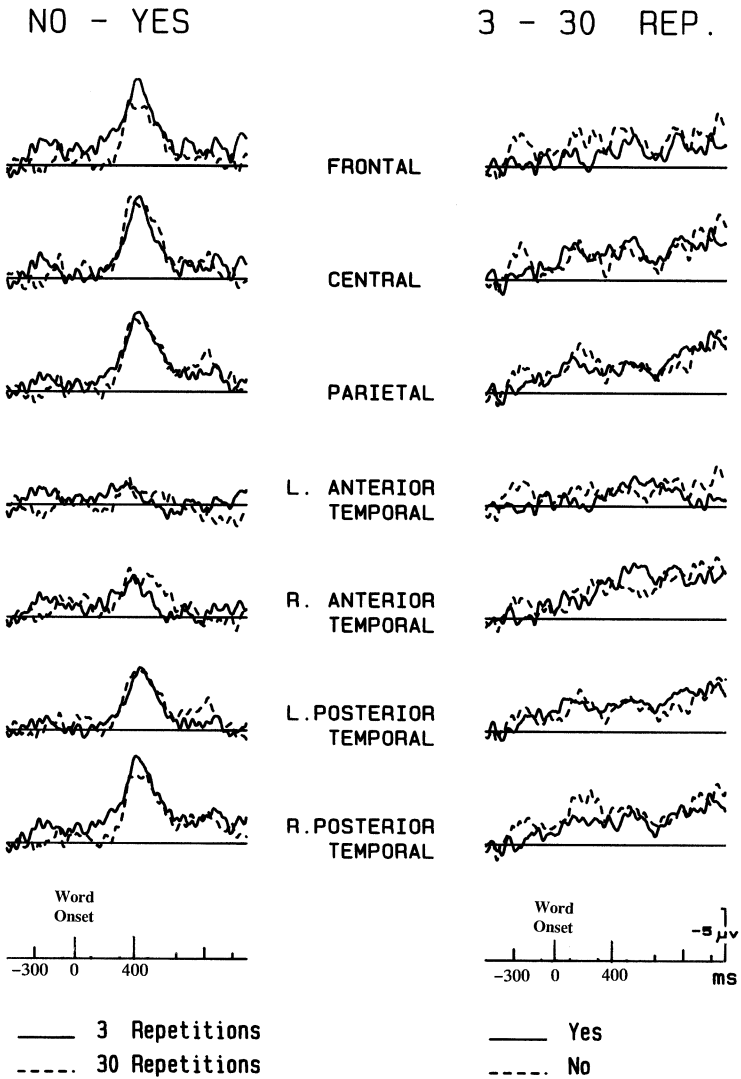 NO - YES
3 - 30 REP.
FRONTAL
CENTRAL
PARIETAL
L. ANTERIOR
TEMPORAL
R. ANTERIOR
TEMPORAL
L.POSTERIOR
TEMPORAL
R.POSTERIOR
TEMPORAL
Word
Onset
-300 0 400
Word
Onset
-5 μv
-300 0 400 ms
3 Repetitions
30 Repetitions
Yes
No